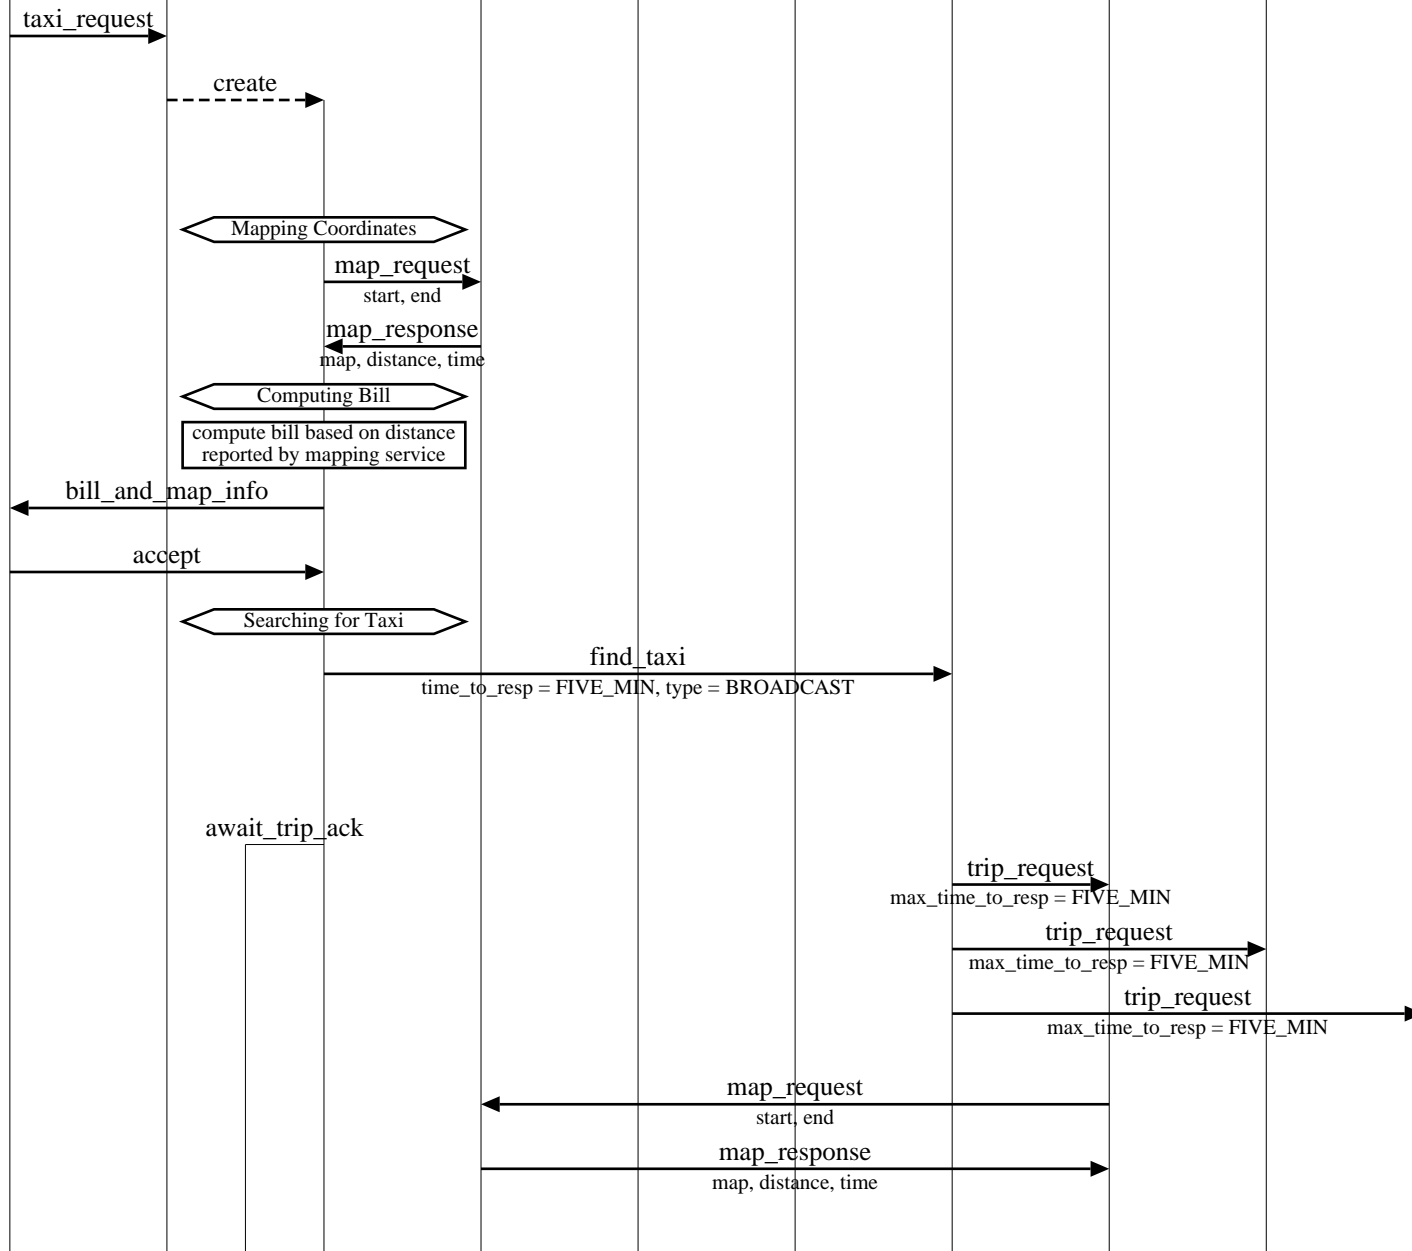 taxi_request
create
Mapping Coordinates
map_request
start, end
map_response
map, distance, time
Computing Bill
compute bill based on distance
reported by mapping service
bill_and_map_info
accept
Searching for Taxi
find_taxi
time_to_resp = FIVE_MIN, type = BROADCAST
await_trip_ack
trip_request
max_time_to_resp = FIVE_MIN
trip_request
max_time_to_resp = FIVE_MIN
trip_request
max_time_to_resp = FIVE_MIN
map_request
start, end
map_response
map, distance, time